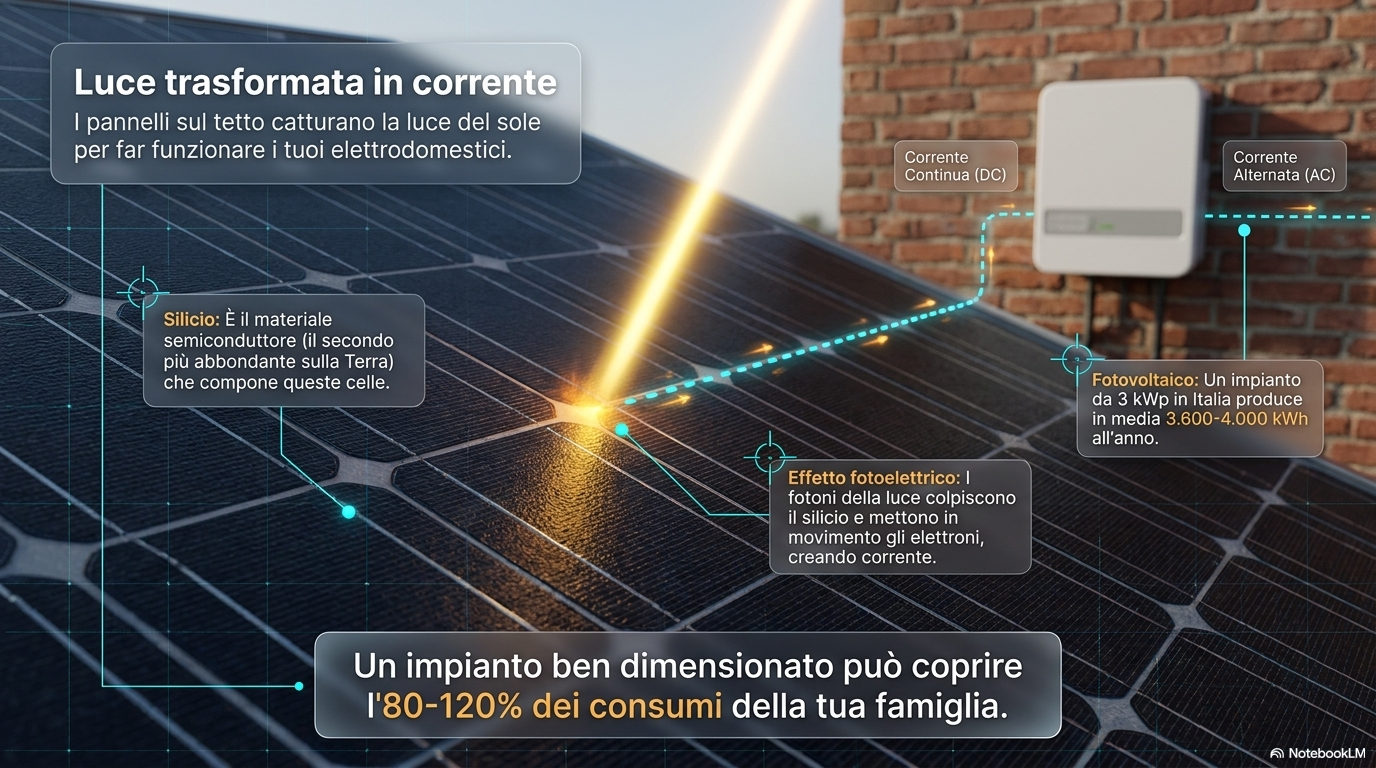 Luce trasformata in corrente
I pannelli sul tetto catturano la luce del sole
per far funzionare i tuoi elettrodomestici.
Corrente
Continua (DC)
Corrente
Alternata (AC)
Silicio: È il materiale
semiconduttore (il secondo
più abbondante sulla Terra)
che compone queste celle.
Fotovoltaico: Un impianto
da 3 kWp in Italia produce
in media 3.600-4.000 kWh
all'anno.
Effetto fotoelettrico: I
fotoni della luce colpiscono
il silicio e mettono in
movimento gli elettroni,
creando corrente.
Un impianto ben dimensionato può coprire
l'80-120% dei consumi della tua famiglia.
NotebookLM